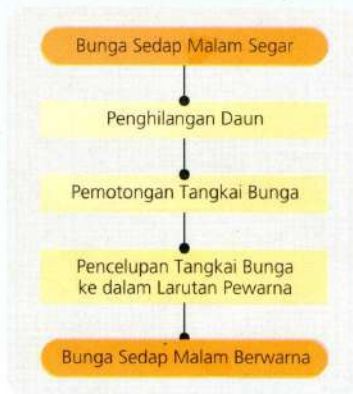 Bunga Sedap Malam Segar
Penghilangan Daun
Pemotongan Tangkai Bunga
Pencelupan Tangkai Bunga
ke dalam Larutan Pewarna
Bunga Sedap Malam Berwarna